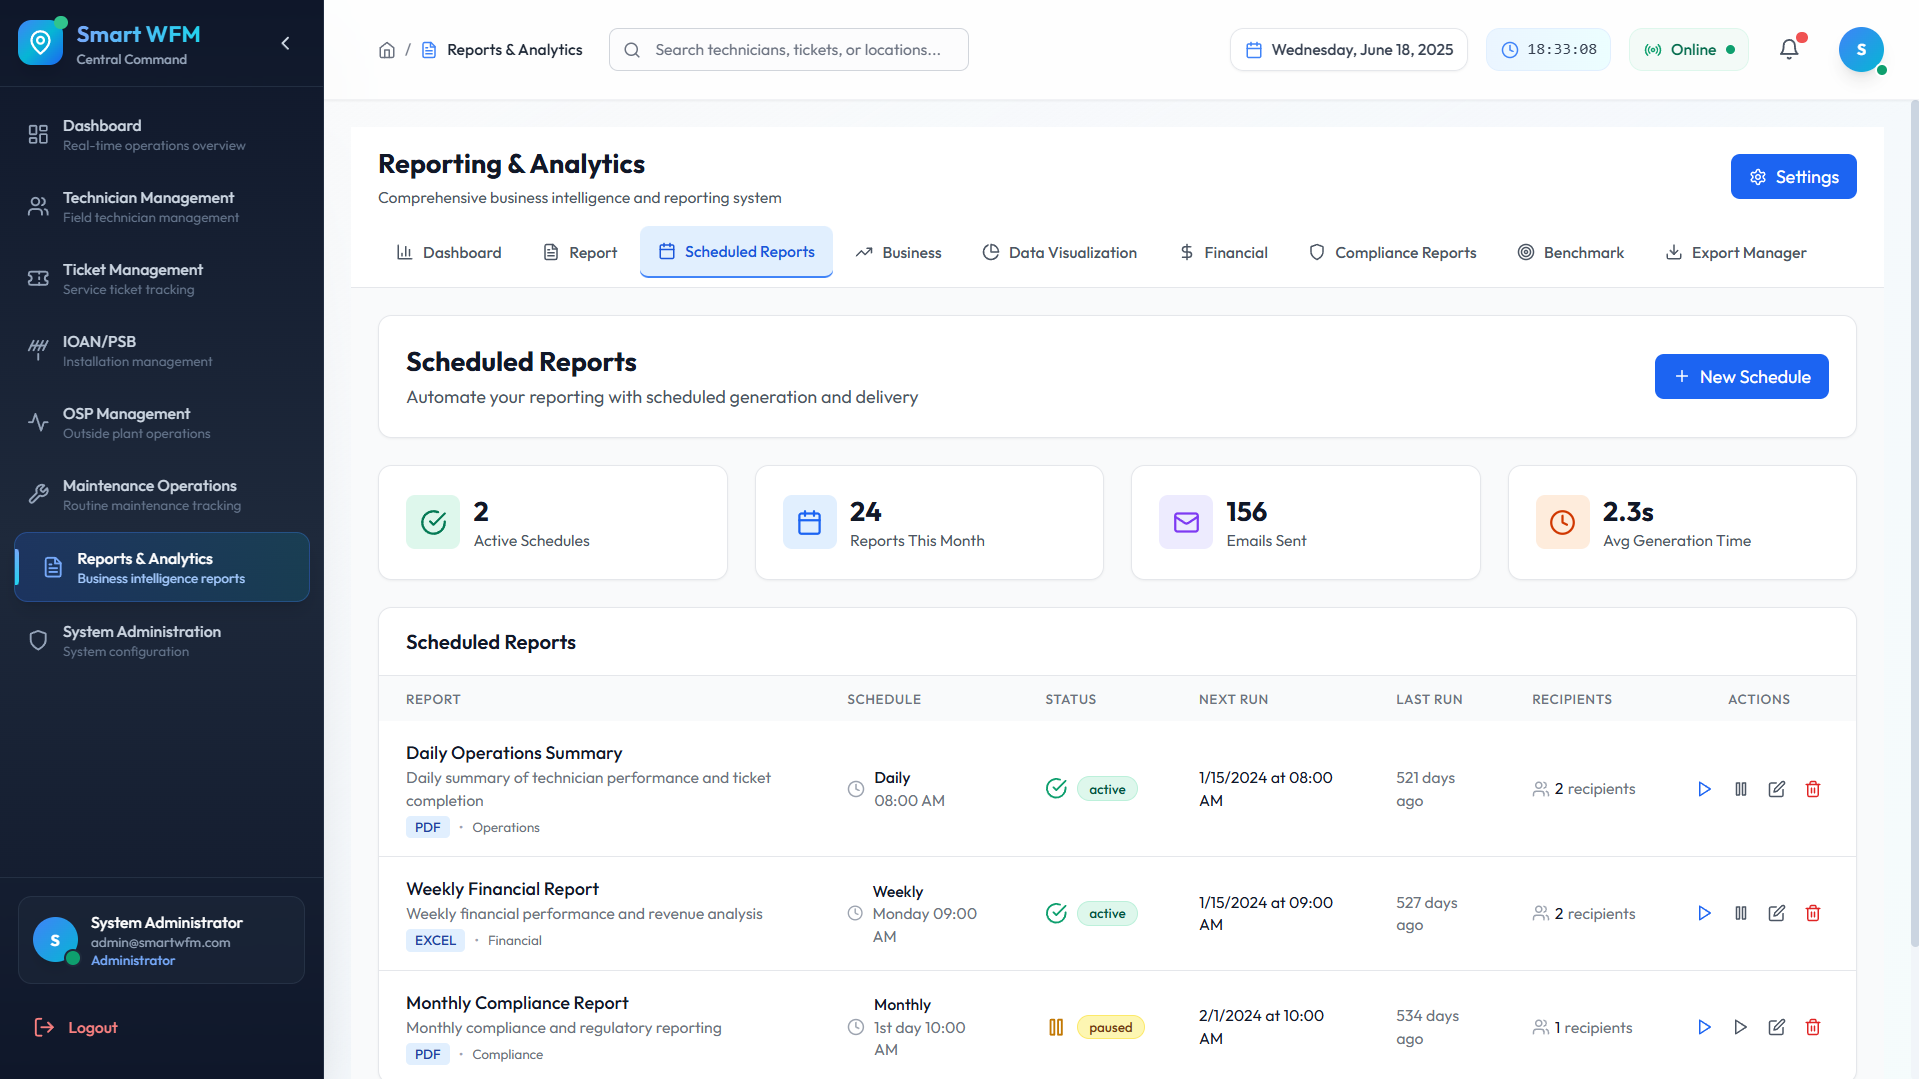 Smart WFM
Central Command
Dashboard
Real-time operations overview
Technician Management
Field technician management
Ticket Management
Service ticket tracking
IOAN/PSB
Installation management
OSP Management
Outside plant operations
Maintenance Operations
Routine maintenance tracking
Reports & Analytics
Business intelligence reports
System Administration
System configuration
S
System Administrator
admin@smartwfm.com
Administrator
Logout
/ Reports & Analytics
Search technicians, tickets, or locations...
Wednesday, June 18, 2025
18:33:08
Online
S
Reporting & Analytics
Comprehensive business intelligence and reporting system
Settings
Dashboard
Report
Scheduled Reports
Business
Data Visualization
Financial
Compliance Reports
Benchmark
Export Manager
Scheduled Reports
Automate your reporting with scheduled generation and delivery
New Schedule
2
Active Schedules
24
Reports This Month
156
Emails Sent
2.3s
Avg Generation Time
Scheduled Reports
REPORT SCHEDULE STATUS NEXT RUN LAST RUN RECIPIENTS ACTIONS
Daily Operations Summary
Daily summary of technician performance and ticket
completion
PDF • Operations
Daily
08:00 AM
active
1/15/2024 at 08:00
AM
521 days
ago
2 recipients
Weekly Financial Report
Weekly financial performance and revenue analysis
EXCEL • Financial
Weekly
Monday 09:00
AM
active
1/15/2024 at 09:00
AM
527 days
ago
2 recipients
Monthly Compliance Report
Monthly compliance and regulatory reporting
PDF • Compliance
Monthly
1st day 10:00
AM
paused
2/1/2024 at 10:00
AM
534 days
ago
1 recipients